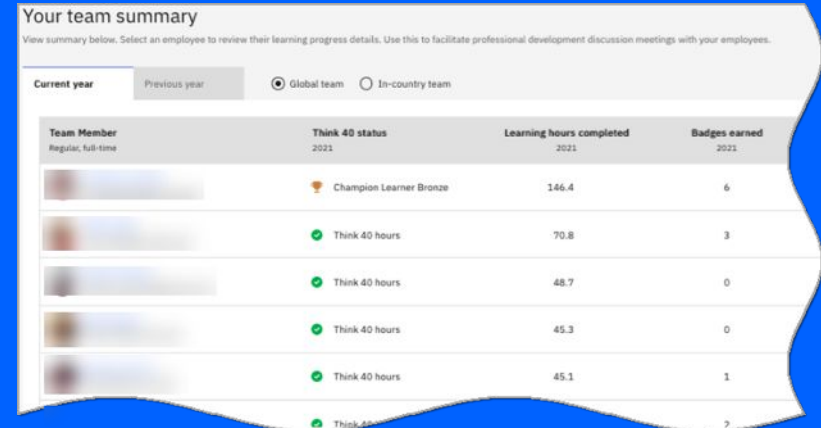 Your team summary
View summary below. Select an employee to review their learning progress details. Use this to facilitate professional development discussion meetings with your employees.
Current year Previous year Global team In-country team
Team Member Think 40 status Learning hours completed Badges earned
Regular, full-time 2021 2021 2021
Champion Learner Bronze 146.4 6
Think 40 hours 70.8 3
Think 40 hours 48.7 0
Think 40 hours 45.3 0
Think 40 hours 45.1 1
Think 2